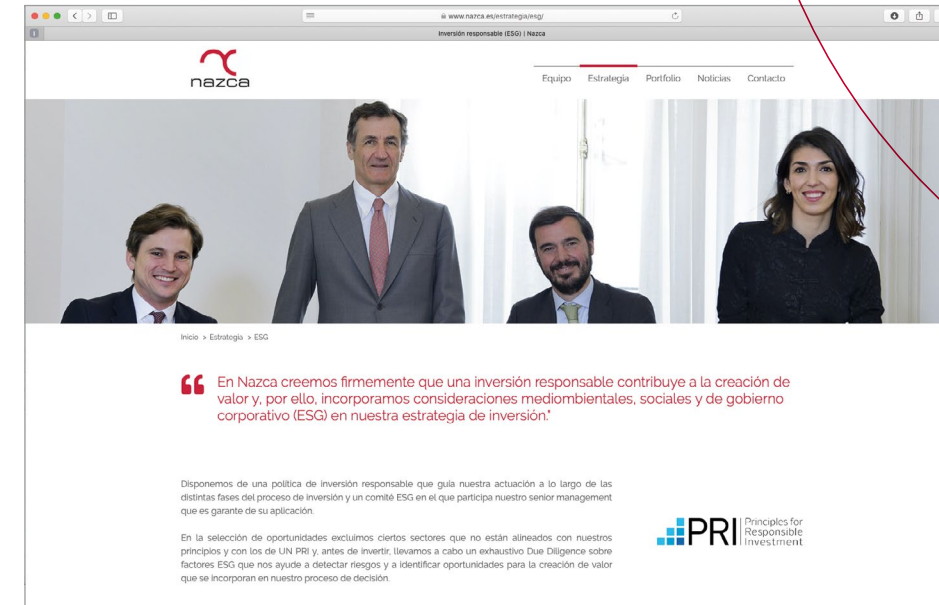 www.nazca.es/estrategia/esg/
Inversión responsable (ESG) | Nazca
nazca
Equipo Estrategia Portfolio Noticias Contacto
Inicio > Estrategia > ESG
“ En Nazca creemos firmemente que una inversión responsable contribuye a la creación de
valor y, por ello, incorporamos consideraciones mediombientales, sociales y de gobierno
corporativo (ESG) en nuestra estrategia de inversión."
Disponemos de una política de inversión responsable que guía nuestra actuación a lo largo de las
distintas fases del proceso de inversión y un comité ESG en el que participa nuestro senior management
que es garante de su aplicación.
PRI Principles for
Responsible
Investment
En la selección de oportunidades excluimos ciertos sectores que no están alineados con nuestros
principios y con los de UN PRI y, antes de invertir, llevamos a cabo un exhaustivo Due Diligence sobre
factores ESG que nos ayude a detectar riesgos y a identificar oportunidades para la creación de valor
que se incorporan en nuestro proceso de decisión.